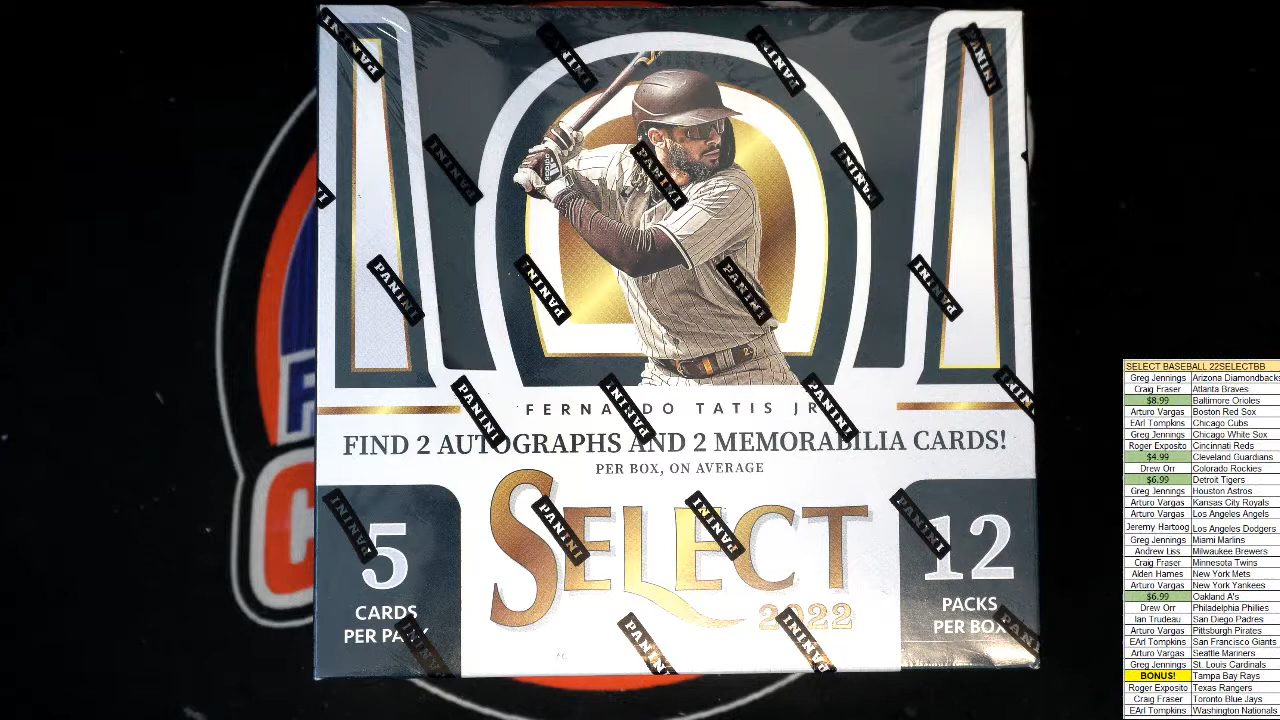 FERNANDO TATIS JR
FIND 2 AUTOGRAPHS AND 2 MEMORABILIA CARDS!
PER BOX, ON AVERAGE
SELECT
2022
5
CARDS
PER PACK
12
PACKS
PER BOX
PANINI
SELECT BASEBALL 22SELECTBB
Greg Jennings Arizona Diamondbacks
Craig Fraser Atlanta Braves
$8.99 Baltimore Orioles
Arturo Vargas Boston Red Sox
EArl Tompkins Chicago Cubs
Greg Jennings Chicago White Sox
Roger Exposito Cincinnati Reds
$4.99 Cleveland Guardians
Drew Orr Colorado Rockies
$6.99 Detroit Tigers
Greg Jennings Houston Astros
Arturo Vargas Kansas City Royals
Arturo Vargas Los Angeles Angels
Jeremy Hartoog Los Angeles Dodgers
Greg Jennings Miami Marlins
Andrew Liss Milwaukee Brewers
Craig Fraser Minnesota Twins
Alden Hames New York Mets
Arturo Vargas New York Yankees
$6.99 Oakland A's
Drew Orr Philadelphia Phillies
Ian Trudeau San Diego Padres
Arturo Vargas Pittsburgh Pirates
EArl Tompkins San Francisco Giants
Arturo Vargas Seattle Mariners
Greg Jennings St. Louis Cardinals
BONUS! Tampa Bay Rays
Roger Exposito Texas Rangers
Craig Fraser Toronto Blue Jays
EArl Tompkins Washington Nationals